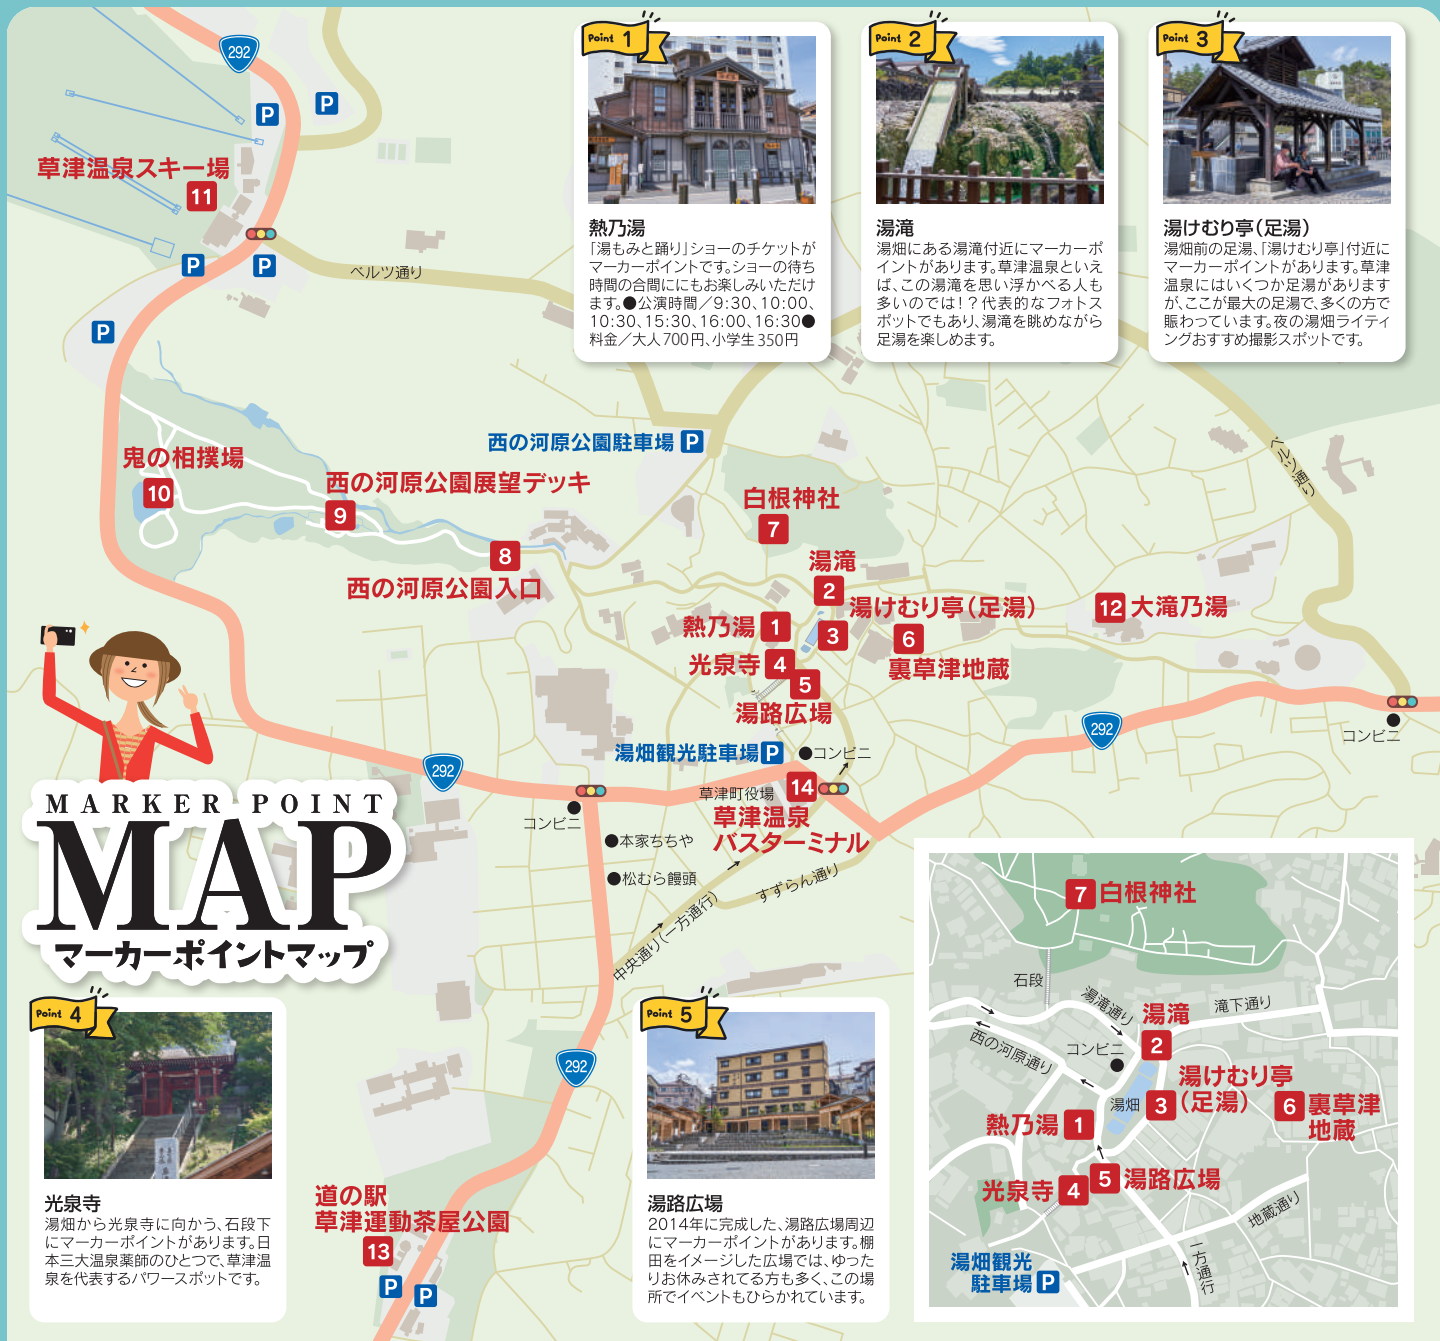 292
P
P
草津温泉スキー場
11
P
P
ベルツ通り
P
Point 1
熱乃湯
「湯もみと踊り」ショーのチケットが
マーカーポイントです。ショーの待ち
時間の合間ににもお楽しみいただけ
ます。●公演時間／9:30、10:00、
10:30、15:30、16:00、16:30●
料金／大人700円、小学生350円
Point 2
湯滝
湯畑にある湯滝付近にマーカーポ
イントがあります。草津温泉といえ
ば、この湯滝を思い浮かべる人も
多いのでは！？代表的なフォトス
ポットでもあり、湯滝を眺めながら
足湯を楽しめます。
Point 3
湯けむり亭（足湯）
湯畑前の足湯、「湯けむり亭」付近に
マーカーポイントがあります。草津
温泉にはいくつか足湯があります
が、ここが最大の足湯で、多くの方で
賑わっています。夜の湯畑ライティ
ングおすすめ撮影スポットです。
西の河原公園駐車場 P
ベルツ通り
鬼の相撲場
10
西の河原公園展望デッキ
9
8
西の河原公園入口
白根神社
7
湯滝
2
湯けむり亭（足湯）
3
熱乃湯 1
6
裏草津地蔵
12 大滝乃湯
光泉寺 4
5
湯路広場
292
コンビニ
湯畑観光駐車場 P
●コンビニ
292
草津町役場
14
草津温泉
バスターミナル
コンビニ
●本家ちちや
●松むら饅頭
すずらん通り
中央通り（一方通行）
MARKER POINT
MAP
マーカーポイントマップ
Point 4
光泉寺
湯畑から光泉寺に向かう、石段下
にマーカーポイントがあります。日
本三大温泉薬師のひとつで、草津温
泉を代表するパワースポットです。
292
道の駅
草津運動茶屋公園
13
P
P
Point 5
湯路広場
2014年に完成した、湯路広場周辺
にマーカーポイントがあります。棚
田をイメージした広場では、ゆった
りお休みされてる方も多く、この場
所でイベントもひらかれています。
7 白根神社
石段
湯滝通り
湯滝
滝下通り
2
西の河原通り
コンビニ
湯けむり亭
（足湯）
湯畑
3
6 裏草津
地蔵
熱乃湯 1
光泉寺 4
5 湯路広場
地蔵通り
湯畑観光
駐車場 P
一方通行